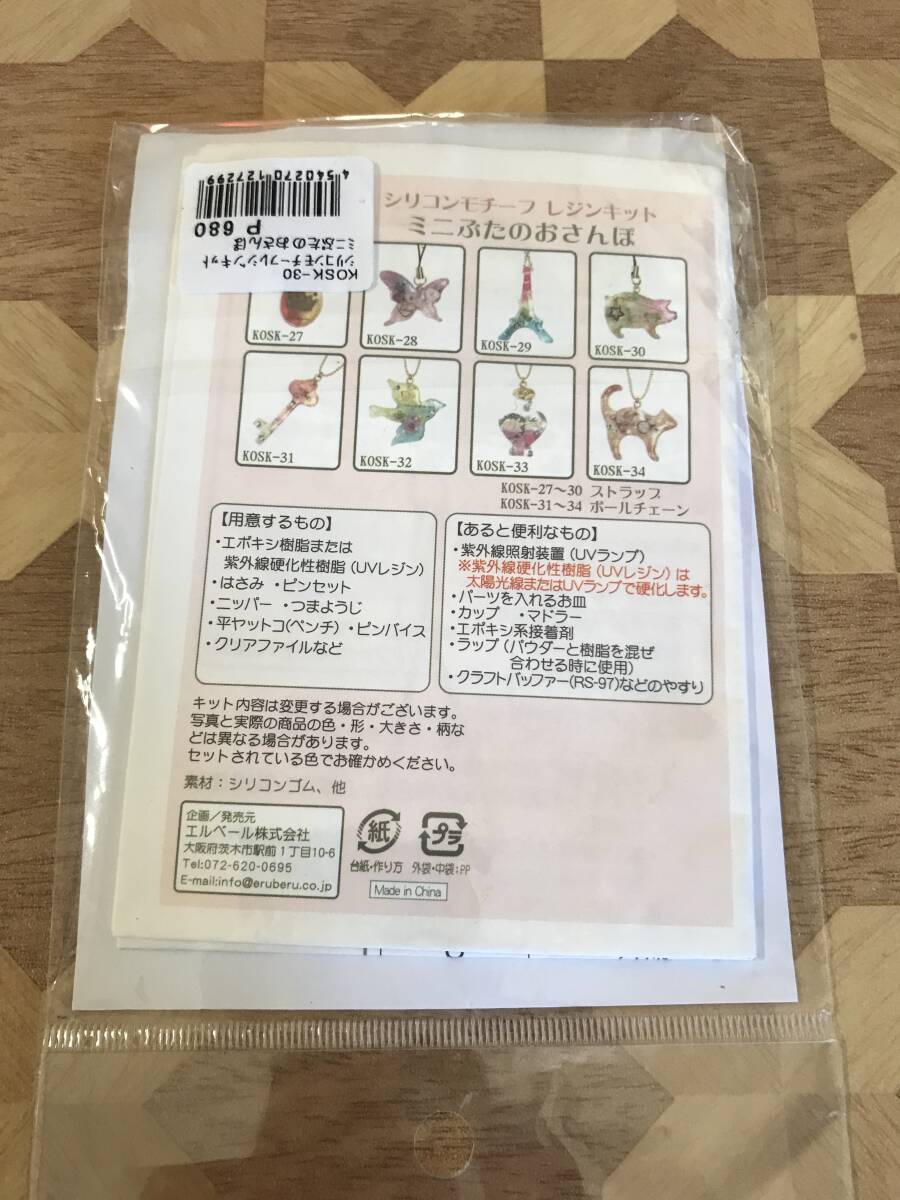 KOSK-30
シリコンモチーフレジンキット
ミニぶたのおさんぽ
P 680
4 540270 127299
シリコンモチーフ レジンキット
ミニぶたのおさんぽ
KOSK-27
KOSK-28
KOSK-29
KOSK-30
KOSK-31
KOSK-32
KOSK-33
KOSK-34
KOSK-27～30 ストラップ
KOSK-31～34 ボールチェーン
【用意するもの】
・エポキシ樹脂または
紫外線硬化性樹脂（UVレジン）
・はさみ ・ピンセット
・ニッパー ・つまようじ
・平ヤットコ(ペンチ) ・ピンバイス
・クリアファイルなど
【あると便利なもの】
・紫外線照射装置（UVランプ）
※紫外線硬化性樹脂（UVレジン）は
太陽光線またはUVランプで硬化します。
・パーツを入れるお皿
・カップ ・マドラー
・エポキシ系接着剤
・ラップ（パウダーと樹脂を混ぜ
合わせる時に使用）
・クラフトバッファー(RS-97)などのやすり
キット内容は変更する場合がございます。
写真と実際の商品の色・形・大きさ・柄な
どは異なる場合があります。
セットされている色でお確かめください。
素材：シリコンゴム、他
企画／発売元
エルベール株式会社
大阪府茨木市駅前1丁目10-6
Tel:072-620-0695
E-mail:info@eruberu.co.jp
紙
台紙・作り方
プラ
外袋・中袋：PP
Made in China